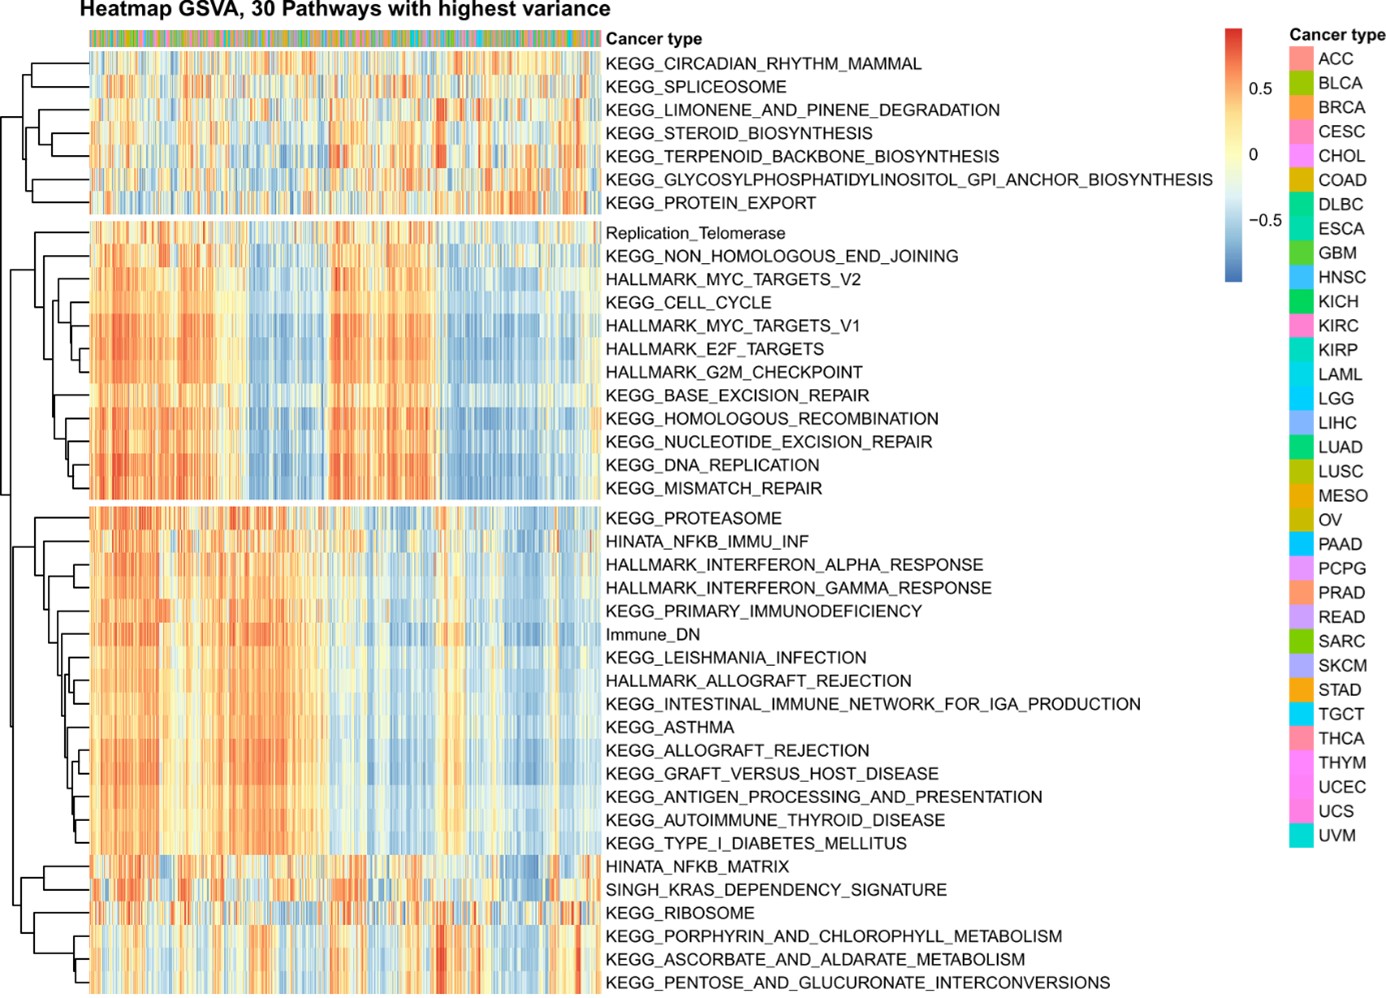 Heatmap GSVA, 30 Pathways with highest variance
Cancer type
KEGG_CIRCADIAN_RHYTHM_MAMMAL
KEGG_SPLICEOSOME
KEGG_LIMONENE_AND_PINENE_DEGRADATION
KEGG_STEROID_BIOSYNTHESIS
KEGG_TERPENOID_BACKBONE_BIOSYNTHESIS
KEGG_GLYCOSYLPHOSPHATIDYLINOSITOL_GPI_ANCHOR_BIOSYNTHESIS
KEGG_PROTEIN_EXPORT
Replication_Telomerase
KEGG_NON_HOMOLOGOUS_END_JOINING
HALLMARK_MYC_TARGETS_V2
KEGG_CELL_CYCLE
HALLMARK_MYC_TARGETS_V1
HALLMARK_E2F_TARGETS
HALLMARK_G2M_CHECKPOINT
KEGG_BASE_EXCISION_REPAIR
KEGG_HOMOLOGOUS_RECOMBINATION
KEGG_NUCLEOTIDE_EXCISION_REPAIR
KEGG_DNA_REPLICATION
KEGG_MISMATCH_REPAIR
KEGG_PROTEASOME
HINATA_NFKB_IMMU_INF
HALLMARK_INTERFERON_ALPHA_RESPONSE
HALLMARK_INTERFERON_GAMMA_RESPONSE
KEGG_PRIMARY_IMMUNODEFICIENCY
Immune_DN
KEGG_LEISHMANIA_INFECTION
HALLMARK_ALLOGRAFT_REJECTION
KEGG_INTESTINAL_IMMUNE_NETWORK_FOR_IGA_PRODUCTION
KEGG_ASTHMA
KEGG_ALLOGRAFT_REJECTION
KEGG_GRAFT_VERSUS_HOST_DISEASE
KEGG_ANTIGEN_PROCESSING_AND_PRESENTATION
KEGG_AUTOIMMUNE_THYROID_DISEASE
KEGG_TYPE_I_DIABETES_MELLITUS
HINATA_NFKB_MATRIX
SINGH_KRAS_DEPENDENCY_SIGNATURE
KEGG_RIBOSOME
KEGG_PORPHYRIN_AND_CHLOROPHYLL_METABOLISM
KEGG_ASCORBATE_AND_ALDARATE_METABOLISM
KEGG_PENTOSE_AND_GLUCURONATE_INTERCONVERSIONS
0.5
0
−0.5
Cancer type
ACC
BLCA
BRCA
CESC
CHOL
COAD
DLBC
ESCA
GBM
HNSC
KICH
KIRC
KIRP
LAML
LGG
LIHC
LUAD
LUSC
MESO
OV
PAAD
PCPG
PRAD
READ
SARC
SKCM
STAD
TGCT
THCA
THYM
UCEC
UCS
UVM